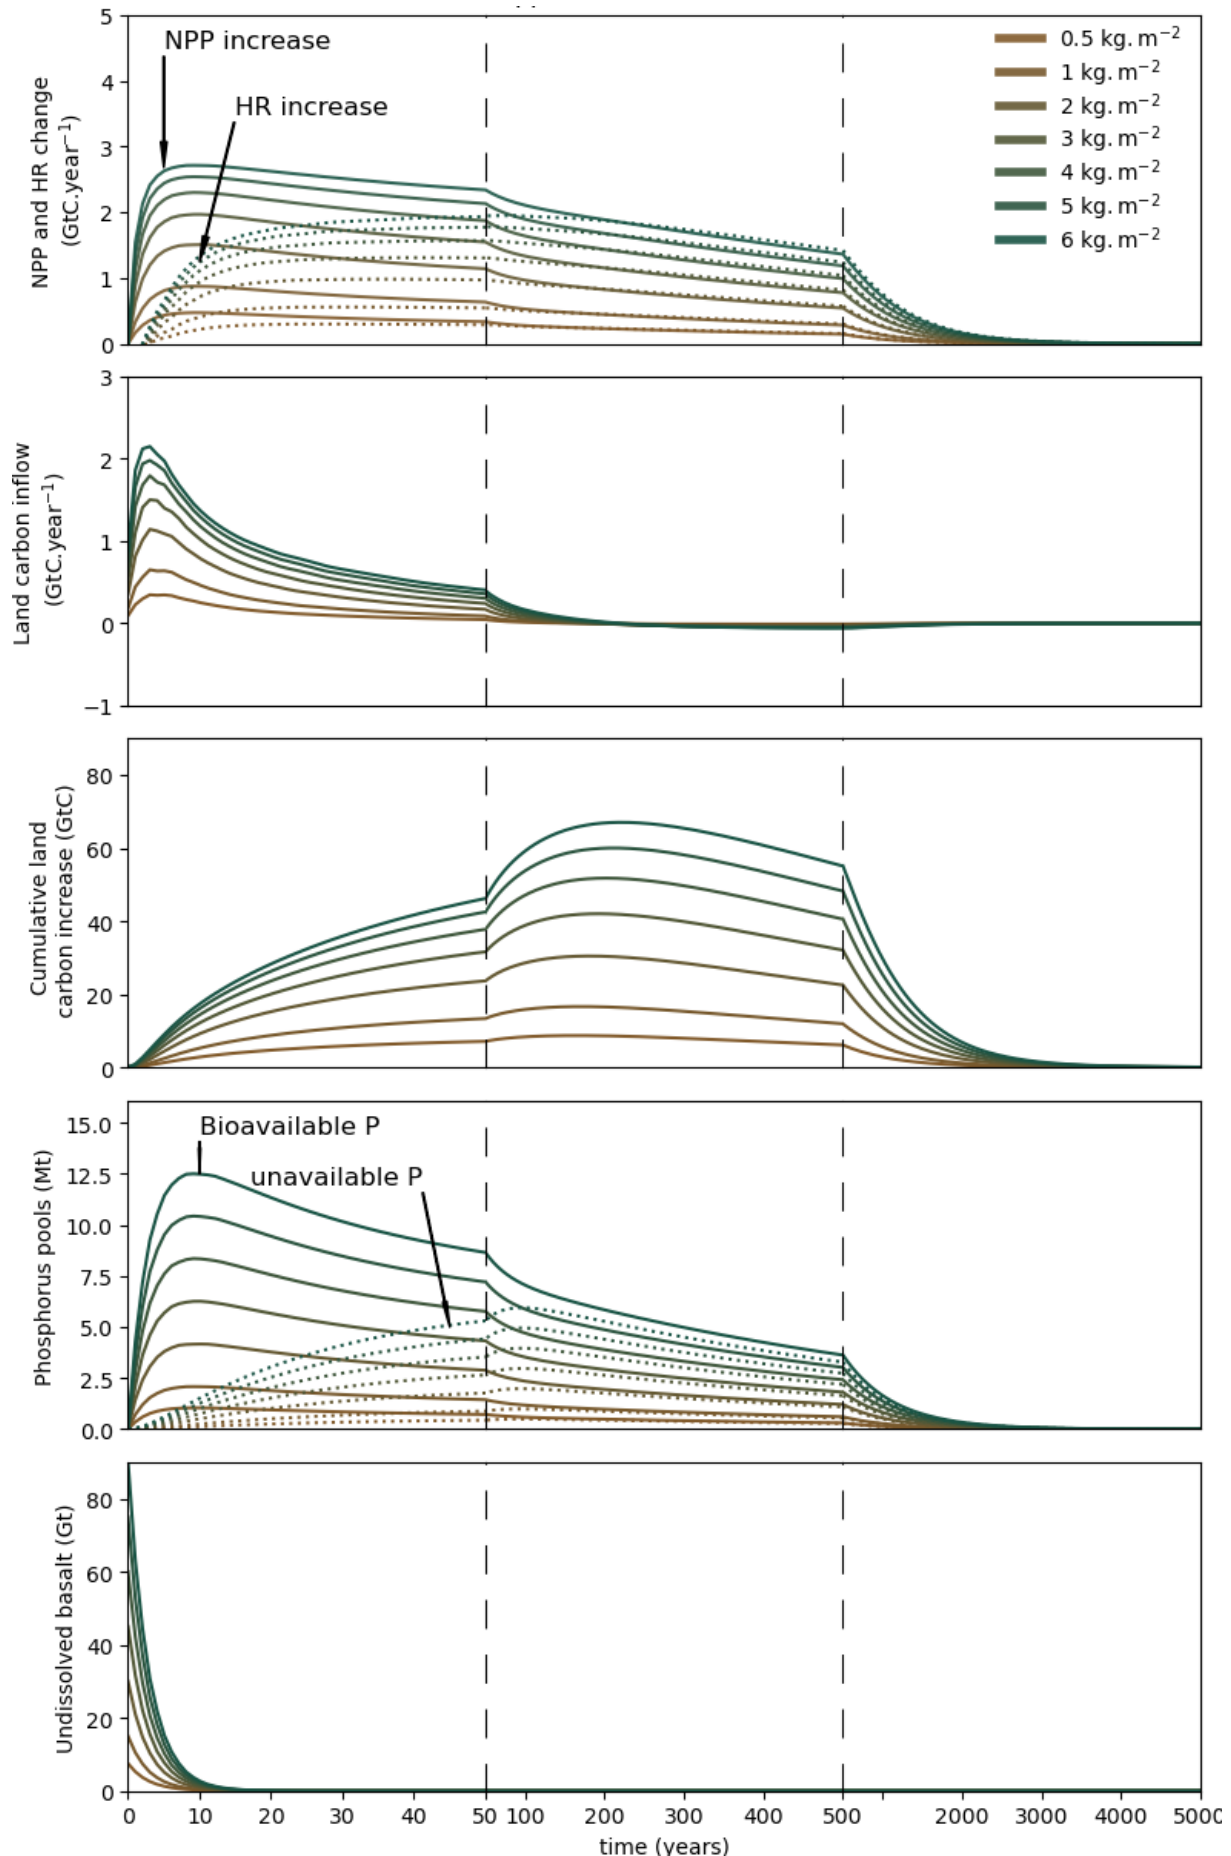 NPP and HR change
(GtC.year⁻¹)
5
4
3
2
1
0
NPP increase
HR increase
0.5 kg. m⁻²
1 kg. m⁻²
2 kg. m⁻²
3 kg. m⁻²
4 kg. m⁻²
5 kg. m⁻²
6 kg. m⁻²
Land carbon inflow
(GtC.year⁻¹)
3
2
1
0
−1
Cumulative land
carbon increase (GtC)
80
60
40
20
0
Phosphorus pools (Mt)
15.0
12.5
10.0
7.5
5.0
2.5
0.0
Bioavailable P
unavailable P
Undissolved basalt (Gt)
80
60
40
20
0
0 10 20 30 40 50 100 200 300 400 500 2000 3000 4000 5000
time (years)